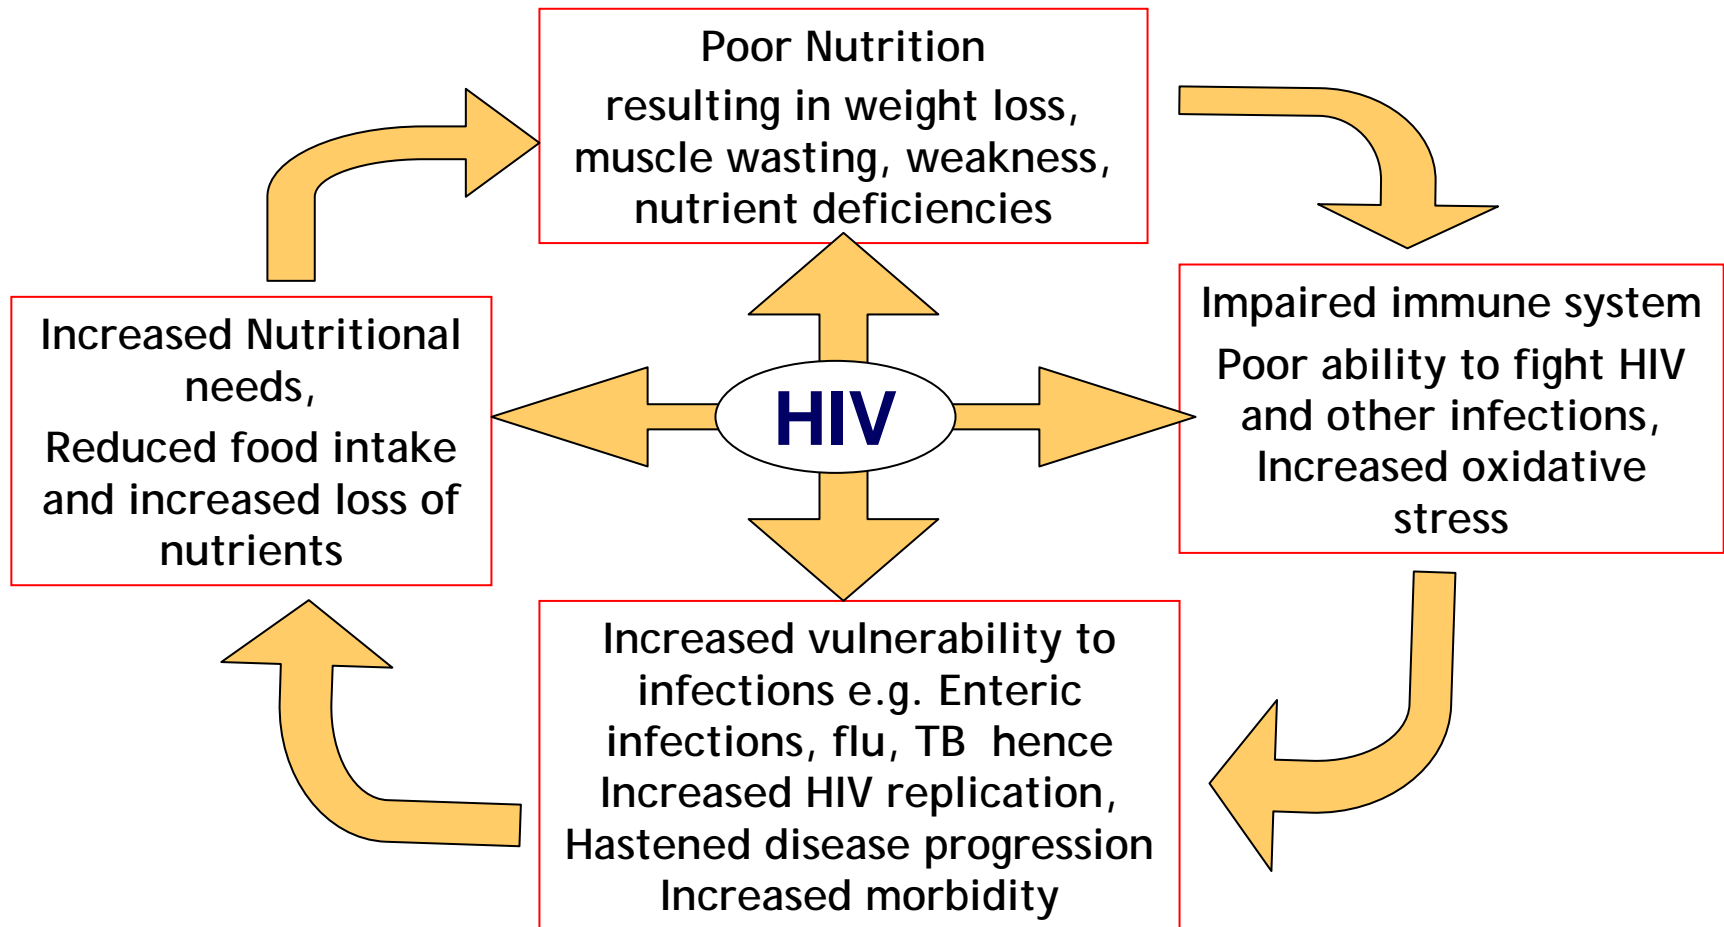 Poor Nutrition
resulting in weight loss,
muscle wasting, weakness,
nutrient deficiencies
Increased Nutritional
needs,
Reduced food intake
and increased loss of
nutrients
HIV
Impaired immune system
Poor ability to fight HIV
and other infections,
Increased oxidative
stress
Increased vulnerability to
infections e.g. Enteric
infections, flu, TB hence
Increased HIV replication,
Hastened disease progression
Increased morbidity